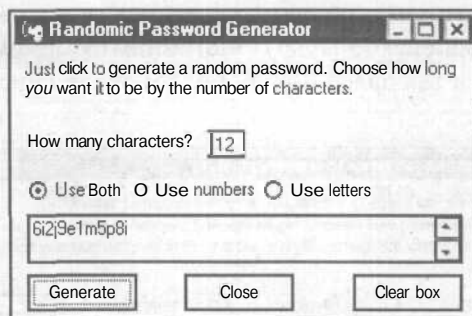 Randomic Password Generator
Just click to generate a random password. Choose how long
you want it to be by the number of characters.
How many characters? 12
Use Both O Use numbers Use letters
6i2j9e1m5p8i
Generate Close Clear box